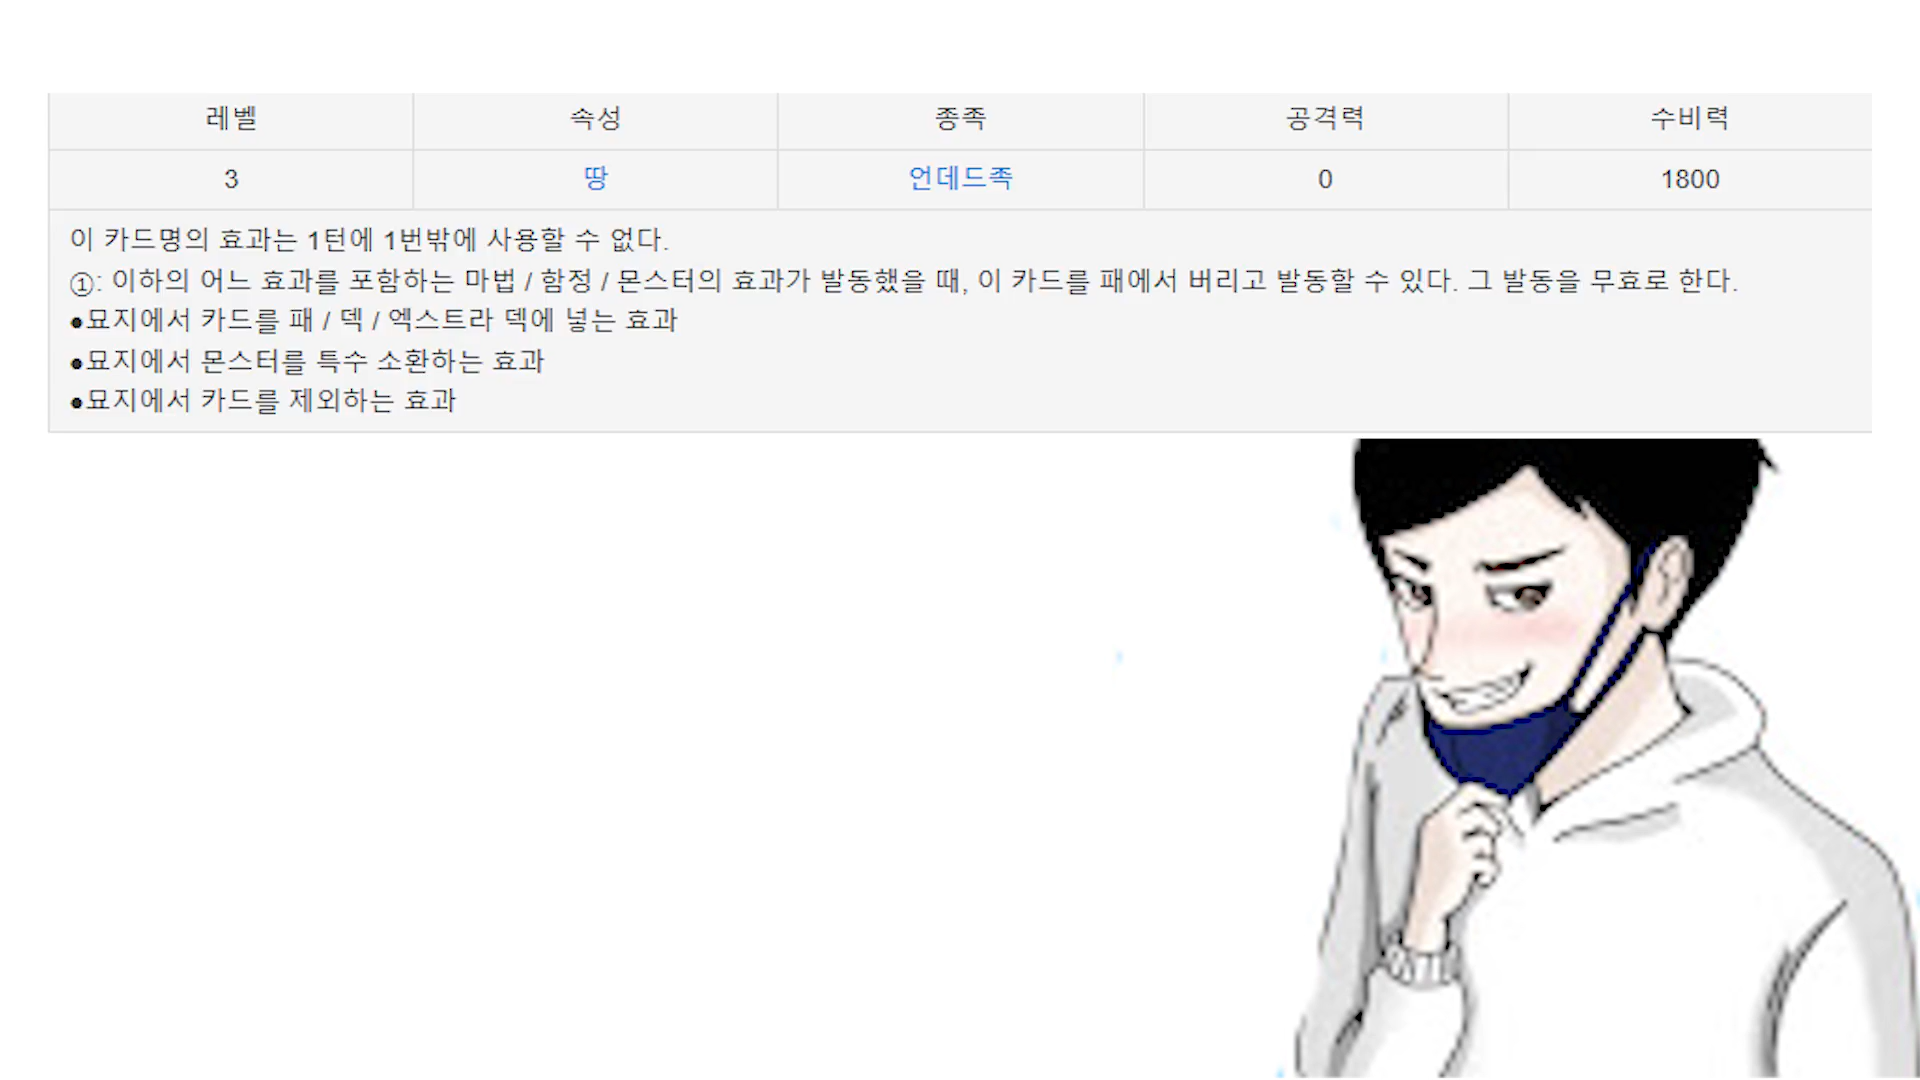 레벨 속성 종족 공격력 수비력
3 땅 언데드족 0 1800
이 카드명의 효과는 1턴에 1번밖에 사용할 수 없다.
①: 이하의 어느 효과를 포함하는 마법 / 함정 / 몬스터의 효과가 발동했을 때, 이 카드를 패에서 버리고 발동할 수 있다. 그 발동을 무효로 한다.
●묘지에서 카드를 패 / 덱 / 엑스트라 덱에 넣는 효과
●묘지에서 몬스터를 특수 소환하는 효과
●묘지에서 카드를 제외하는 효과